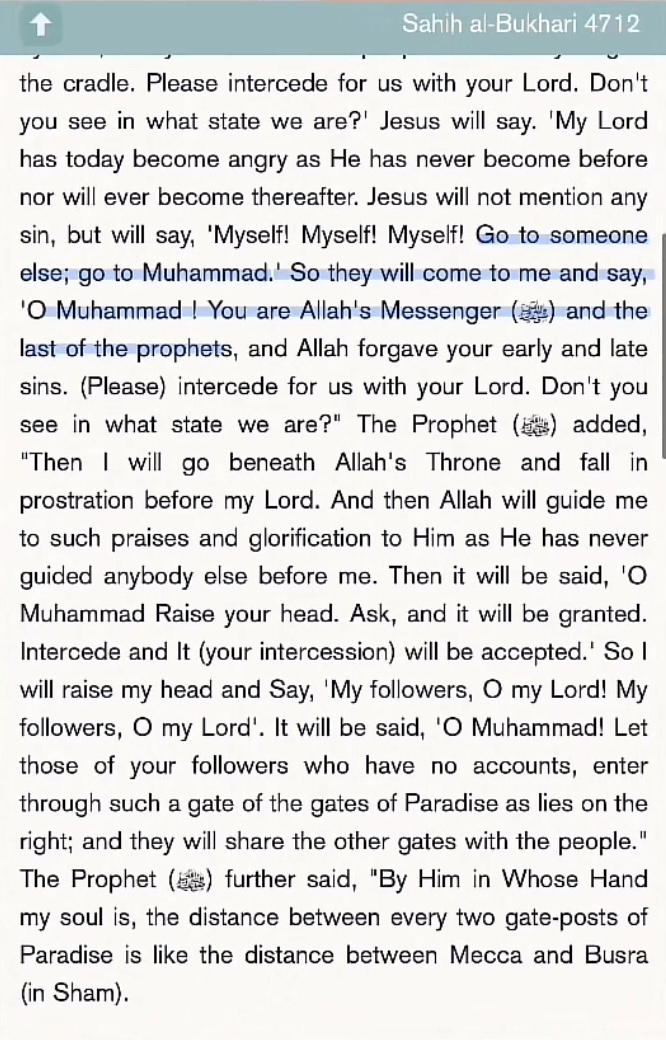 Sahih al-Bukhari 4712
the cradle. Please intercede for us with your Lord. Don't
you see in what state we are?' Jesus will say. 'My Lord
has today become angry as He has never become before
nor will ever become thereafter. Jesus will not mention any
sin, but will say, 'Myself! Myself! Myself! Go to someone
else; go to Muhammad.' So they will come to me and say,
'O Muhammad ! You are Allah's Messenger (ﷺ) and the
last of the prophets, and Allah forgave your early and late
sins. (Please) intercede for us with your Lord. Don't you
see in what state we are?" The Prophet (ﷺ) added,
"Then I will go beneath Allah's Throne and fall in
prostration before my Lord. And then Allah will guide me
to such praises and glorification to Him as He has never
guided anybody else before me. Then it will be said, 'O
Muhammad Raise your head. Ask, and it will be granted.
Intercede and It (your intercession) will be accepted.' So I
will raise my head and Say, 'My followers, O my Lord! My
followers, O my Lord'. It will be said, 'O Muhammad! Let
those of your followers who have no accounts, enter
through such a gate of the gates of Paradise as lies on the
right; and they will share the other gates with the people."
The Prophet (ﷺ) further said, "By Him in Whose Hand
my soul is, the distance between every two gate-posts of
Paradise is like the distance between Mecca and Busra
(in Sham).